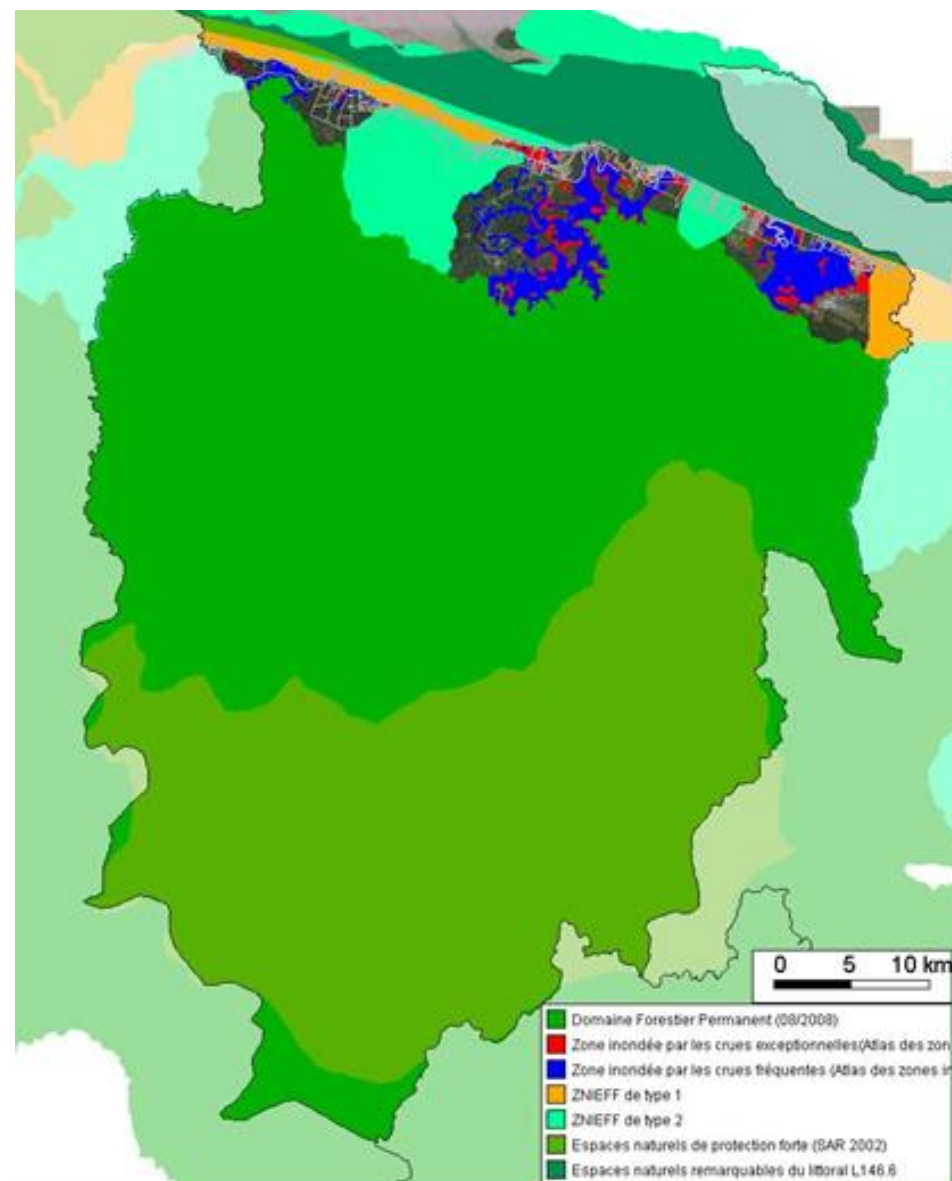 0 5 10 km
Domaine Forestier Permanent (08/2008)
Zone inondée par les crues exceptionnelles(Atlas des zon
Zone inondée par les crues fréquentes (Atlas des zones in
ZNIEFF de type 1
ZNIEFF de type 2
Espaces naturels de protection forte (SAR 2002)
Espaces naturels remarquables du littoral L146.6